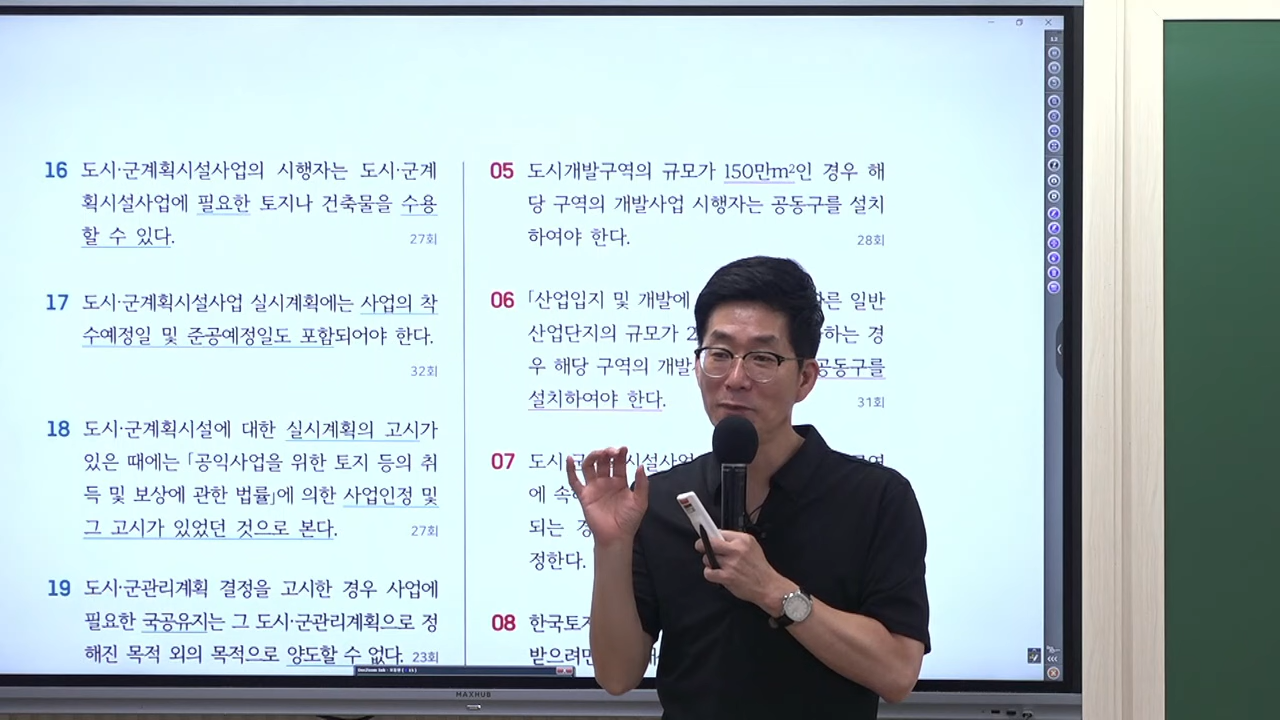 16 도시·군계획시설사업의 시행자는 도시·군계
획시설사업에 필요한 토지나 건축물을 수용
할 수 있다. 27회
17 도시·군계획시설사업 실시계획에는 사업의 착
수예정일 및 준공예정일도 포함되어야 한다.
32회
18 도시·군계획시설에 대한 실시계획의 고시가
있은 때에는 「공익사업을 위한 토지 등의 취
득 및 보상에 관한 법률」에 의한 사업인정 및
그 고시가 있었던 것으로 본다. 27회
19 도시·군관리계획 결정을 고시한 경우 사업에
필요한 국공유지는 그 도시·군관리계획으로 정
해진 목적 외의 목적으로 양도할 수 없다. 23회
05 도시개발구역의 규모가 150만m²인 경우 해
당 구역의 개발사업 시행자는 공동구를 설치
하여야 한다. 28회
06 「산업입지 및 개발에 일반
산업단지의 규모가 하는 경
우 해당 구역의 개발 공동구를
설치하여야 한다. 31회
07 도시
에 속
되는
정한다.
08 한국토지
받으려면
MAXHUB